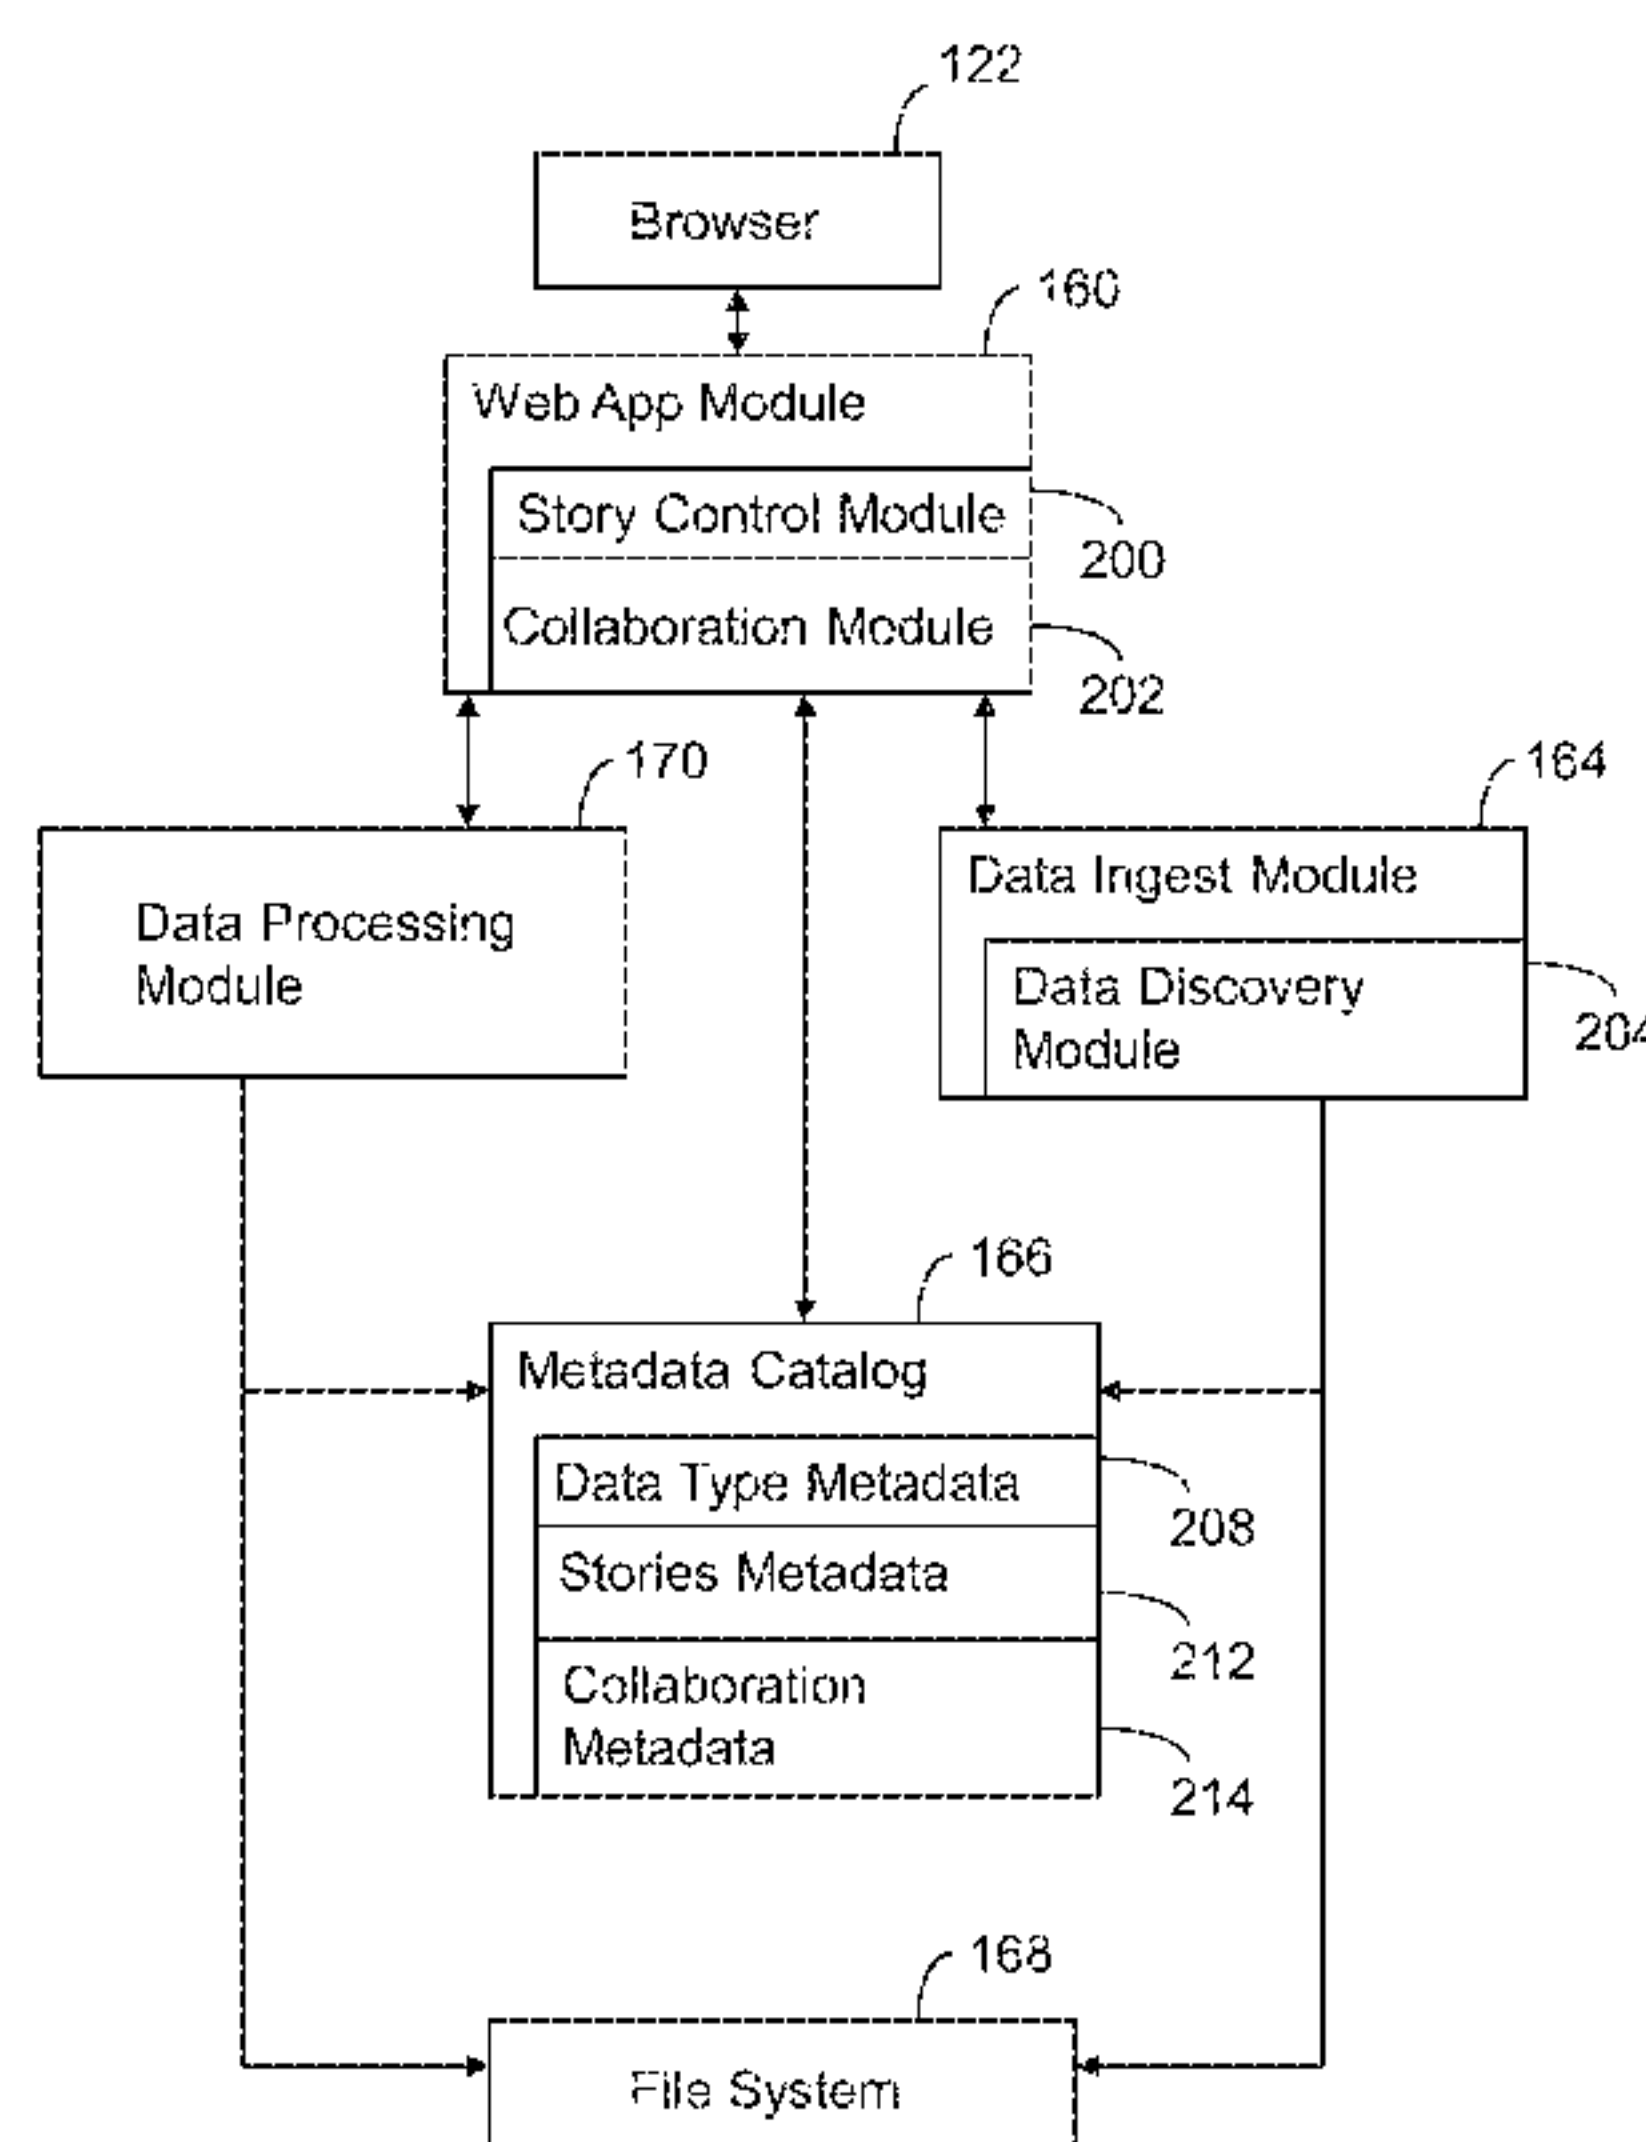 122
Browser
160
Web App Module
Story Control Module
200
Collaboration Module
202
170
164
Data Processing
Module
Data Ingest Module
Data Discovery
Module
204
166
Metadata Catalog
Data Type Metadata
208
Stories Metadata
212
Collaboration
Metadata
214
168
File System